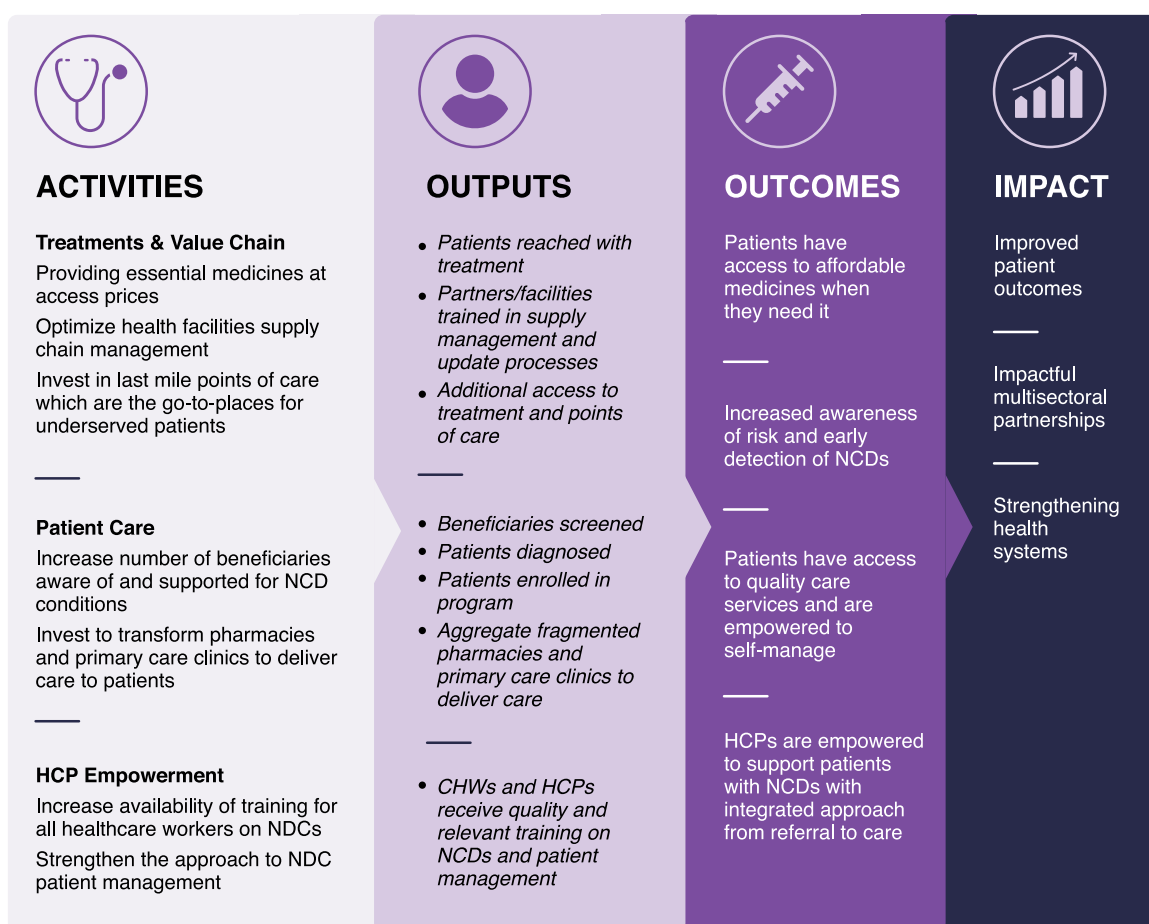 ACTIVITIES
Treatments & Value Chain
Providing essential medicines at
access prices
Optimize health facilities supply
chain management
Invest in last mile points of care
which are the go-to-places for
underserved patients
Patient Care
Increase number of beneficiaries
aware of and supported for NCD
conditions
Invest to transform pharmacies
and primary care clinics to deliver
care to patients
HCP Empowerment
Increase availability of training for
all healthcare workers on NDCs
Strengthen the approach to NDC
patient management
OUTPUTS
• Patients reached with
treatment
• Partners/facilities
trained in supply
management and
update processes
• Additional access to
treatment and points
of care
• Beneficiaries screened
• Patients diagnosed
• Patients enrolled in
program
• Aggregate fragmented
pharmacies and
primary care clinics to
deliver care
• CHWs and HCPs
receive quality and
relevant training on
NCDs and patient
management
OUTCOMES
Patients have
access to affordable
medicines when
they need it
Increased awareness
of risk and early
detection of NCDs
Patients have access
to quality care
services and are
empowered to
self-manage
HCPs are empowered
to support patients
with NCDs with
integrated approach
from referral to care
IMPACT
Improved
patient
outcomes
Impactful
multisectoral
partnerships
Strengthening
health
systems